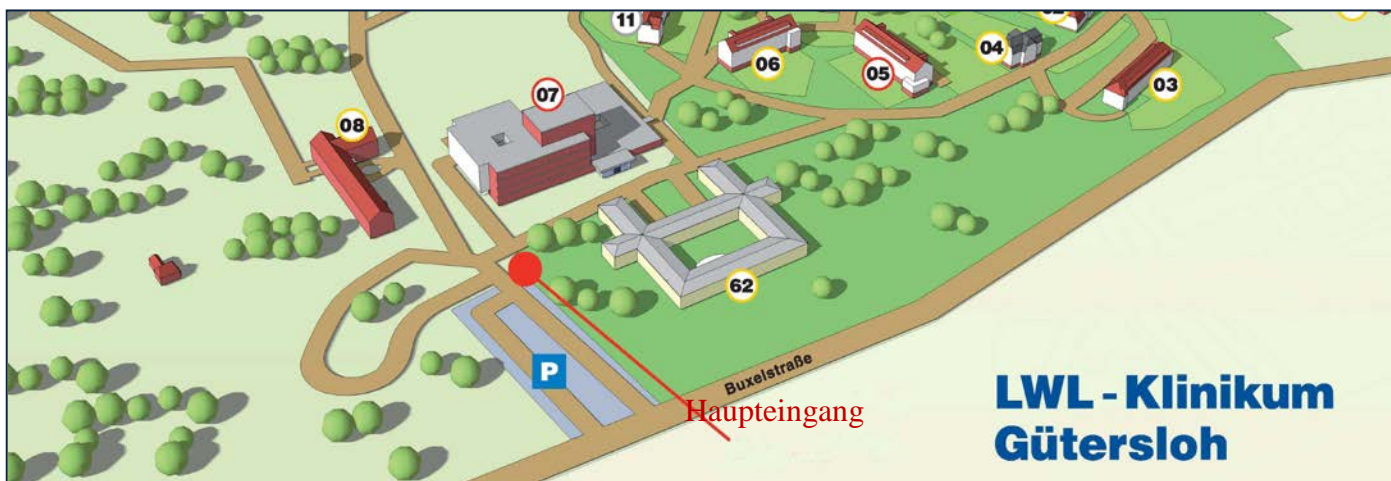 11
06
05
04
03
07
08
62
P
Buxelstraße
Haupteingang
LWL - Klinikum
Gütersloh